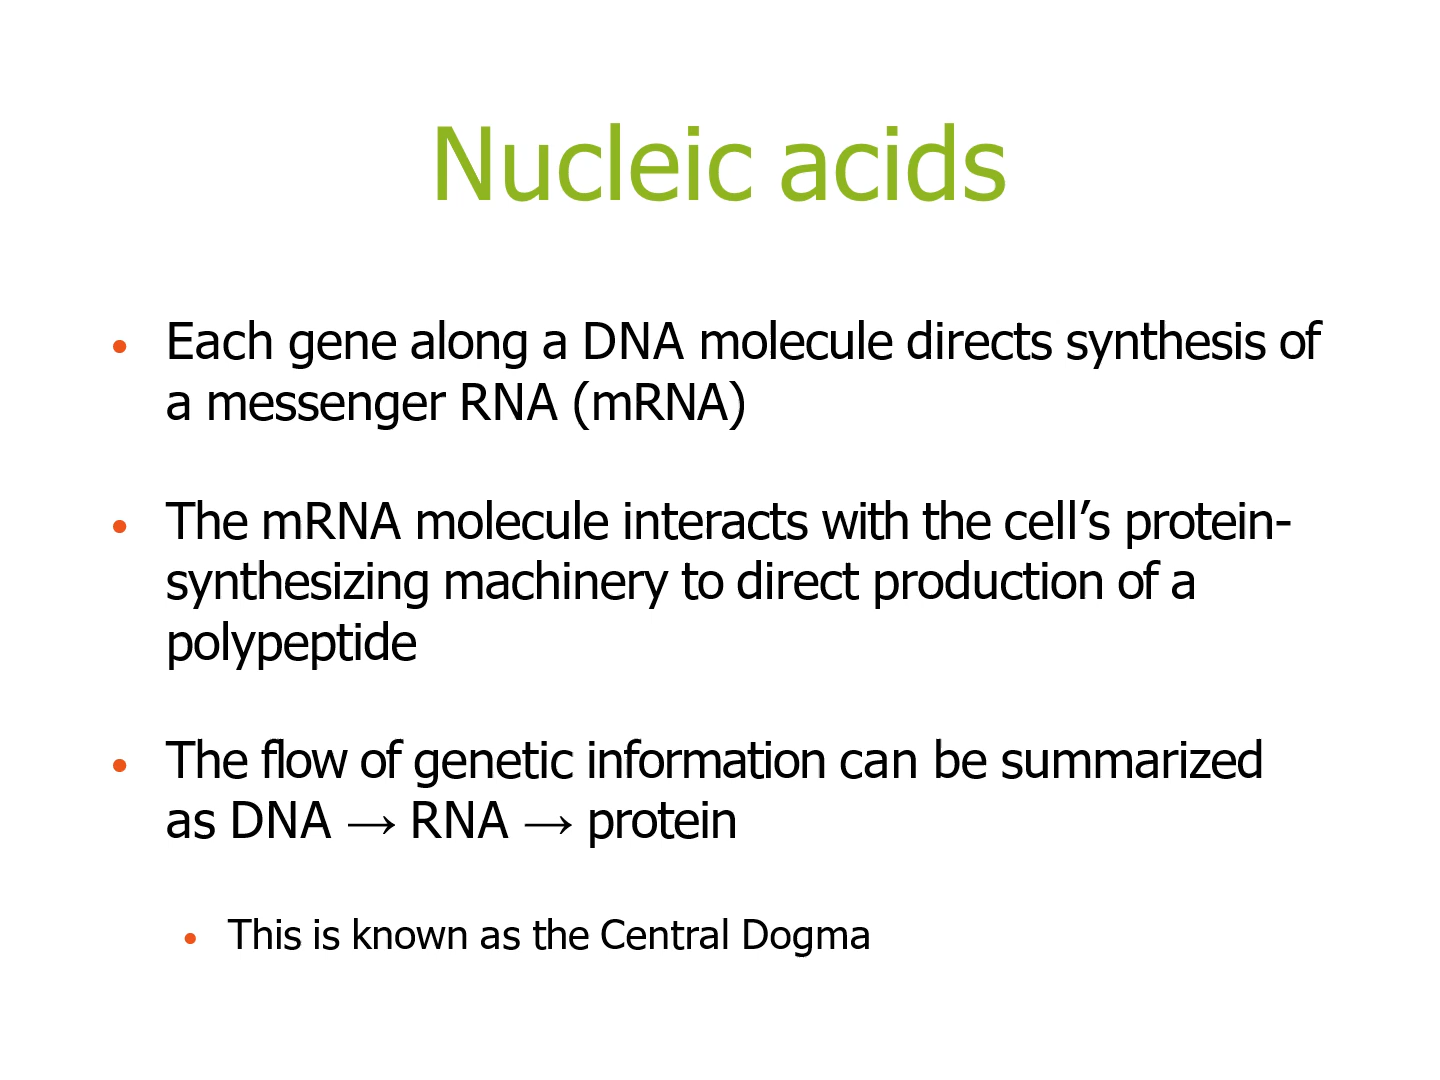 Nucleic acids
• Each gene along a DNA molecule directs synthesis of
a messenger RNA (mRNA)
• The mRNA molecule interacts with the cell’s protein-
synthesizing machinery to direct production of a
polypeptide
• The flow of genetic information can be summarized
as DNA → RNA → protein
• This is known as the Central Dogma